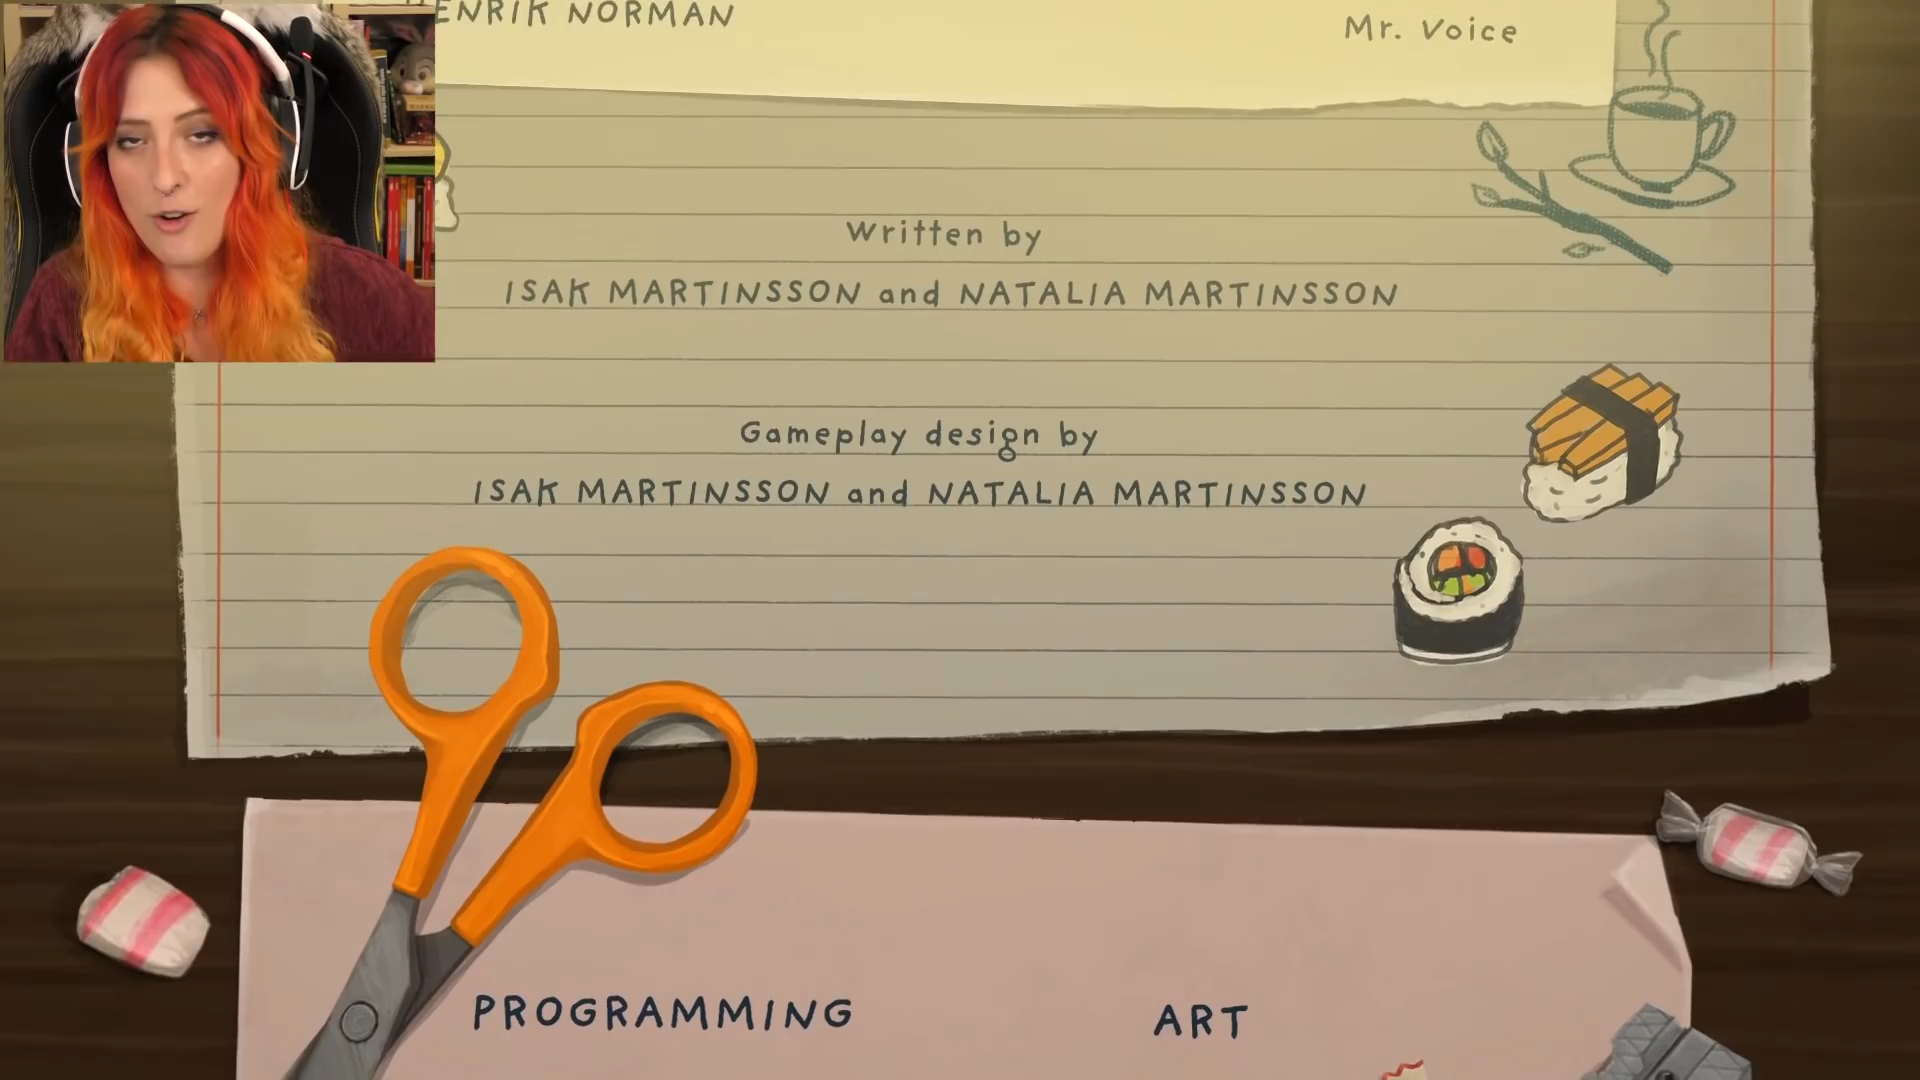 ENRIK NORMAN
Mr. Voice
Written by
ISAK MARTINSSON and NATALIA MARTINSSON
Gameplay design by
ISAK MARTINSSON and NATALIA MARTINSSON
PROGRAMMING
ART